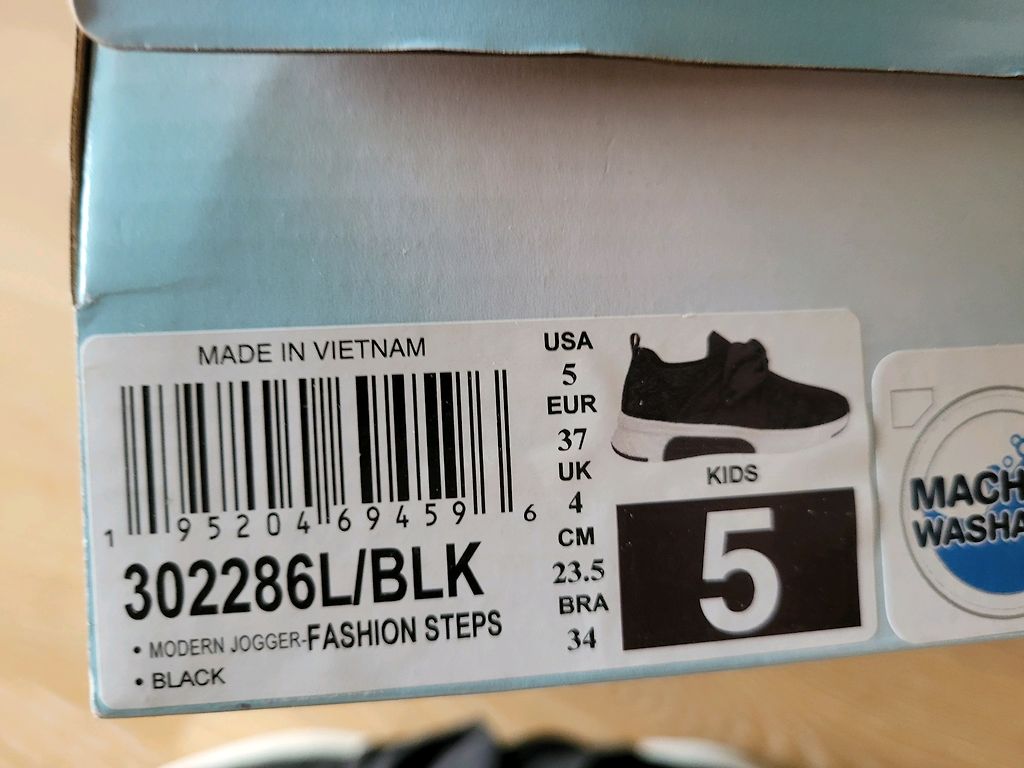 MADE IN VIETNAM
1 95204 69459 6
302286L/BLK
• MODERN JOGGER-FASHION STEPS
• BLACK
USA
5
EUR
37
UK
4
CM
23.5
BRA
34
KIDS
5